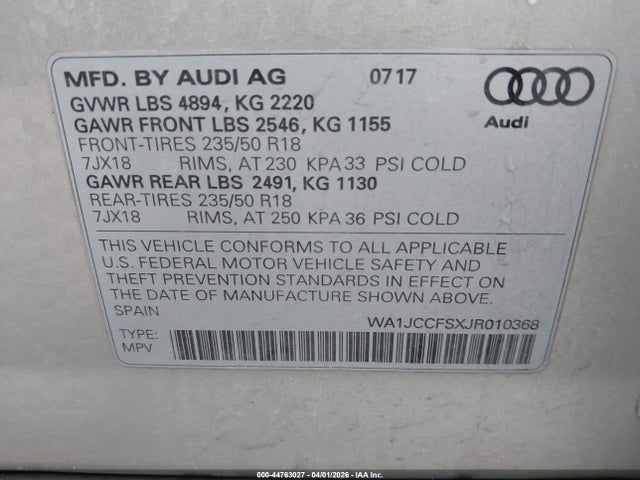 MFD. BY AUDI AG 07 17
GVWR LBS 4894, KG 2220
GAWR FRONT LBS 2546, KG 1155
Audi
FRONT-TIRES 235/50 R18
7JX18 RIMS, AT 230 KPA 33 PSI COLD
GAWR REAR LBS 2491, KG 1130
REAR-TIRES 235/50 R18
7JX18 RIMS, AT 250 KPA 36 PSI COLD
THIS VEHICLE CONFORMS TO ALL APPLICABLE
U.S. FEDERAL MOTOR VEHICLE SAFETY AND
THEFT PREVENTION STANDARDS IN EFFECT ON
THE DATE OF MANUFACTURE SHOWN ABOVE.
SPAIN
WA1JCCFSXJR010368
TYPE:
MPV
000-44763027 - 04/01/2026 - IAA Inc.